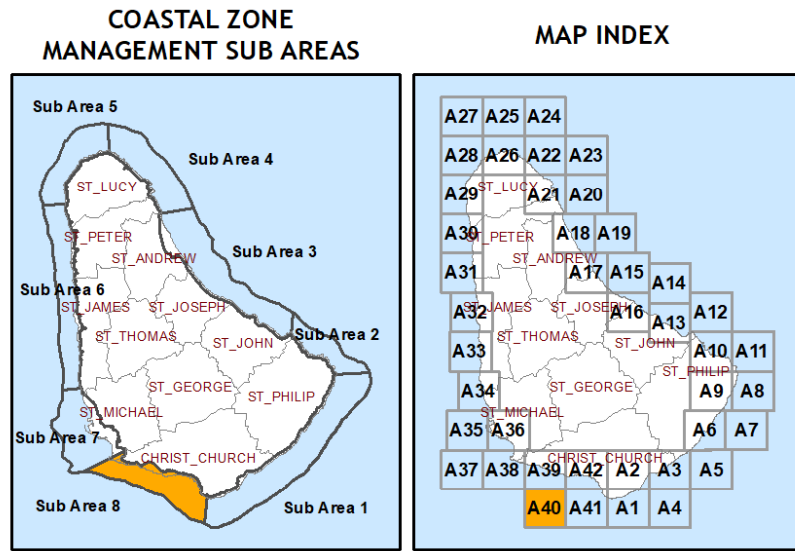 COASTAL ZONE
MANAGEMENT SUB AREAS
Sub Area 5
Sub Area 4
ST_LUCY
Sub Area 3
ST_PETER
ST_ANDREW
Sub Area 6
ST_JAMES
ST_JOSEPH
ST_THOMAS
ST_JOHN
Sub Area 2
ST_GEORGE
ST_PHILIP
ST_MICHAEL
Sub Area 7
CHRIST_CHURCH
Sub Area 8
Sub Area 1
MAP INDEX
A27 A25 A24
A28 A26 A22 A23
ST_LUCY
A29 A21 A20
A30 A18 A19
ST_PETER
ST_ANDREW
A31 A17 A15 A14
ST_JAMES
ST_JOSEPH
A32 A16 A13 A12
ST_THOMAS
ST_JOHN
A33 A10 A11
ST_PHILIP
ST_GEORGE
A34 A9 A8
ST_MICHAEL
A35 A36 A6 A7
CHRIST_CHURCH
A37 A38 A39 A42 A2 A3 A5
A40 A41 A1 A4